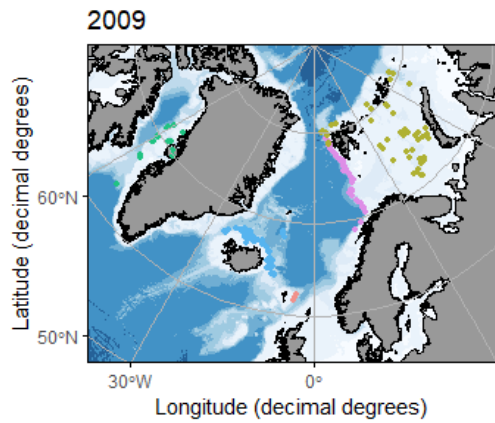 2009
Latitude (decimal degrees)
60°N
50°N
30°W
0°
Longitude (decimal degrees)